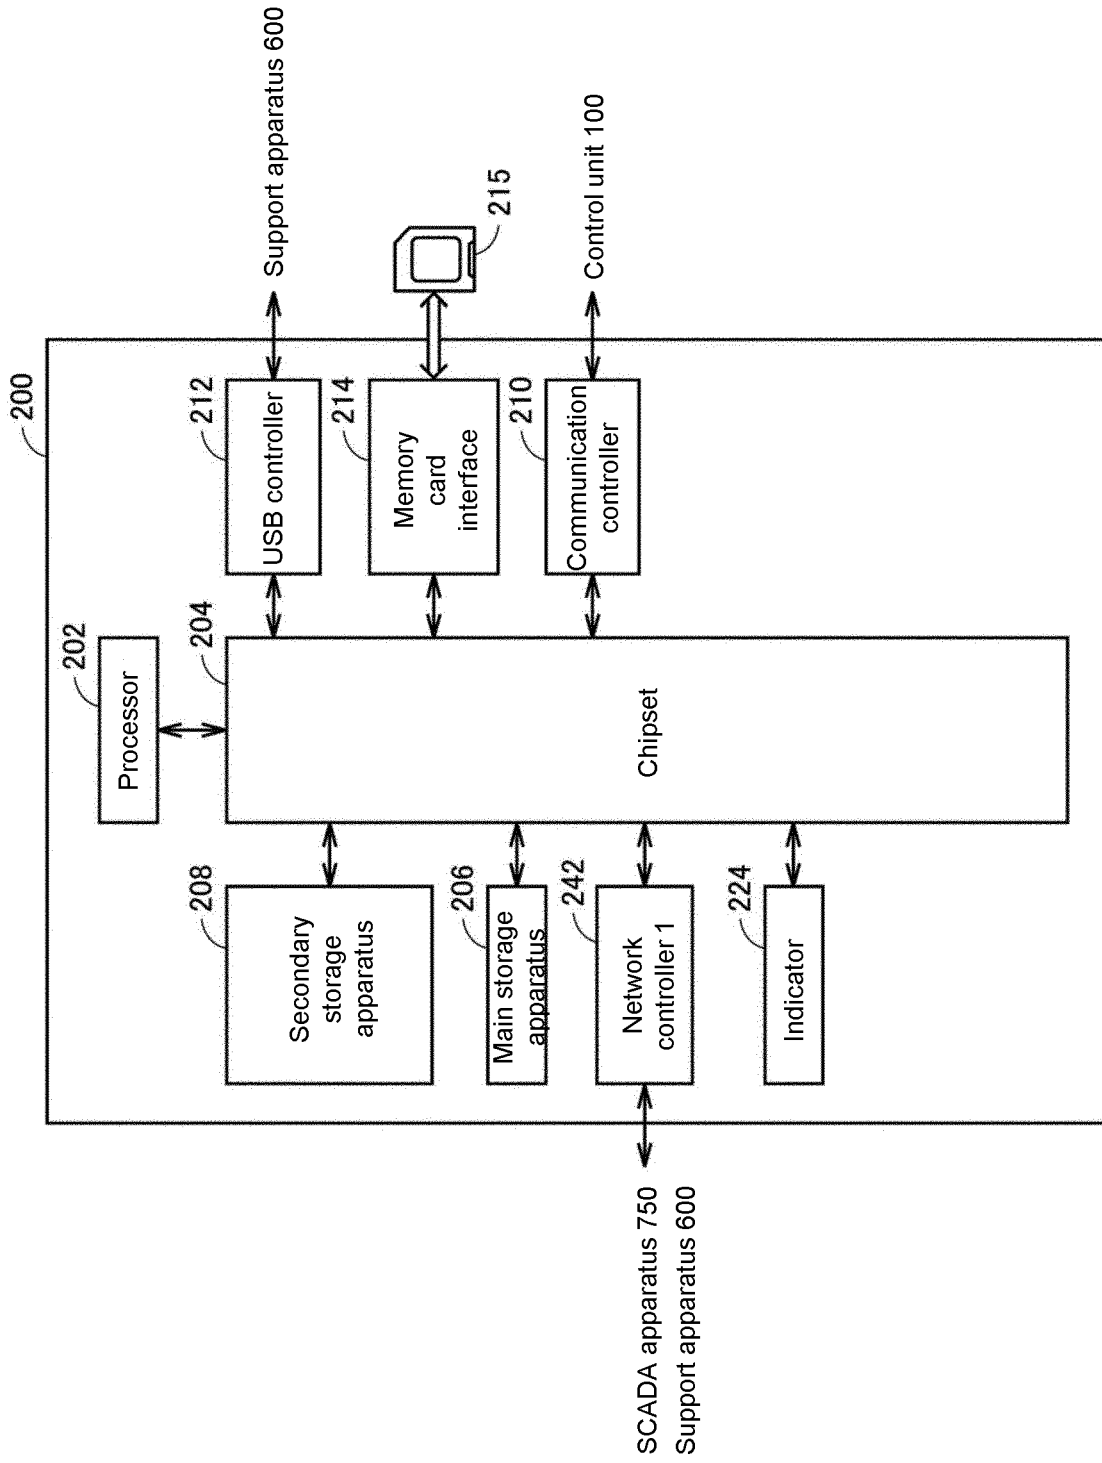 200
202
Processor
204
Chipset
208
Secondary
storage
apparatus
206
Main storage
apparatus
242
Network
controller 1
224
Indicator
SCADA apparatus 750
Support apparatus 600
212
USB controller
Support apparatus 600
214
Memory
card
interface
215
210
Communication
controller
Control unit 100